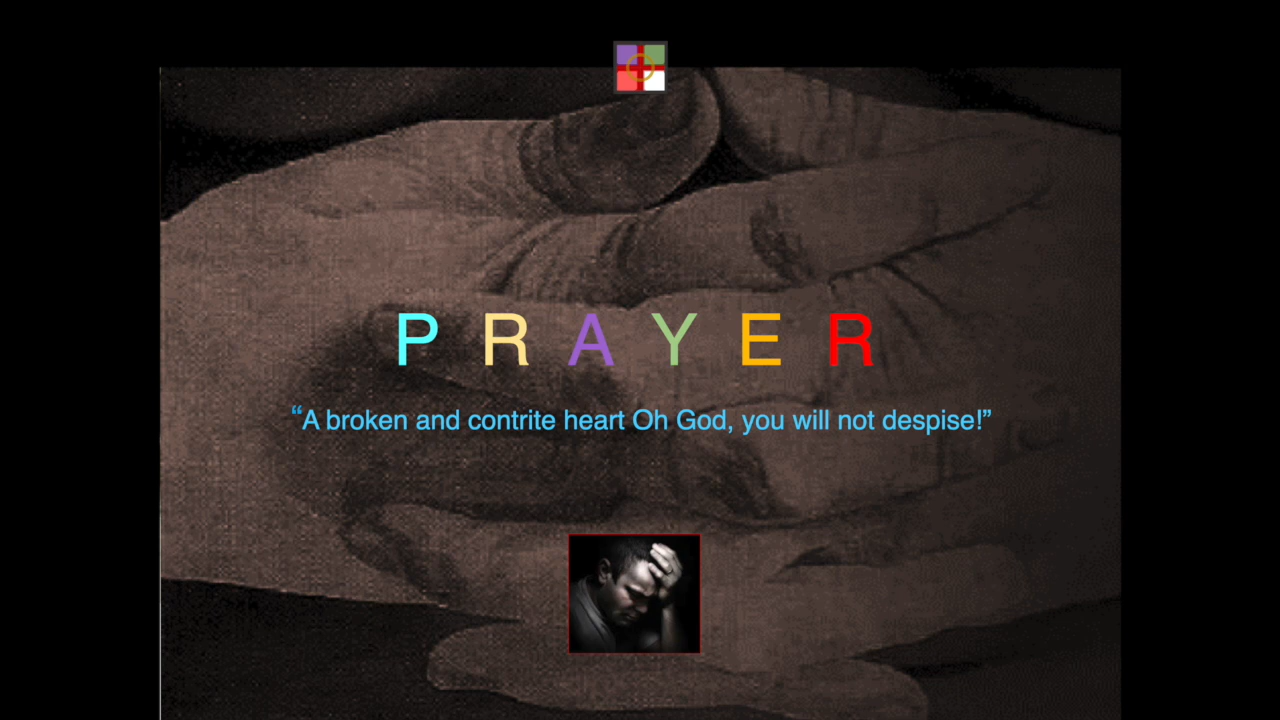 P R A Y E R
“A broken and contrite heart Oh God, you will not despise!”